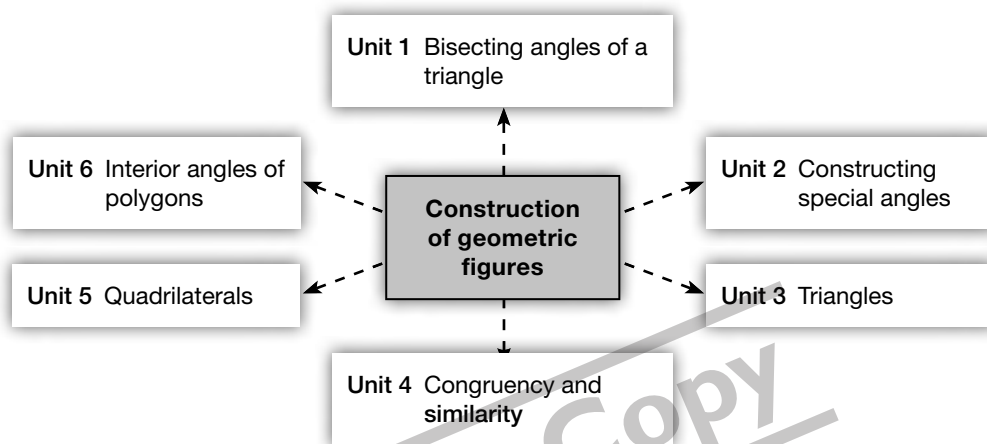 Unit 1 Bisecting angles of a
triangle
Unit 6 Interior angles of
polygons
Construction
of geometric
figures
Unit 2 Constructing
special angles
Unit 5 Quadrilaterals
Unit 3 Triangles
Unit 4 Congruency and
similarity
Copy